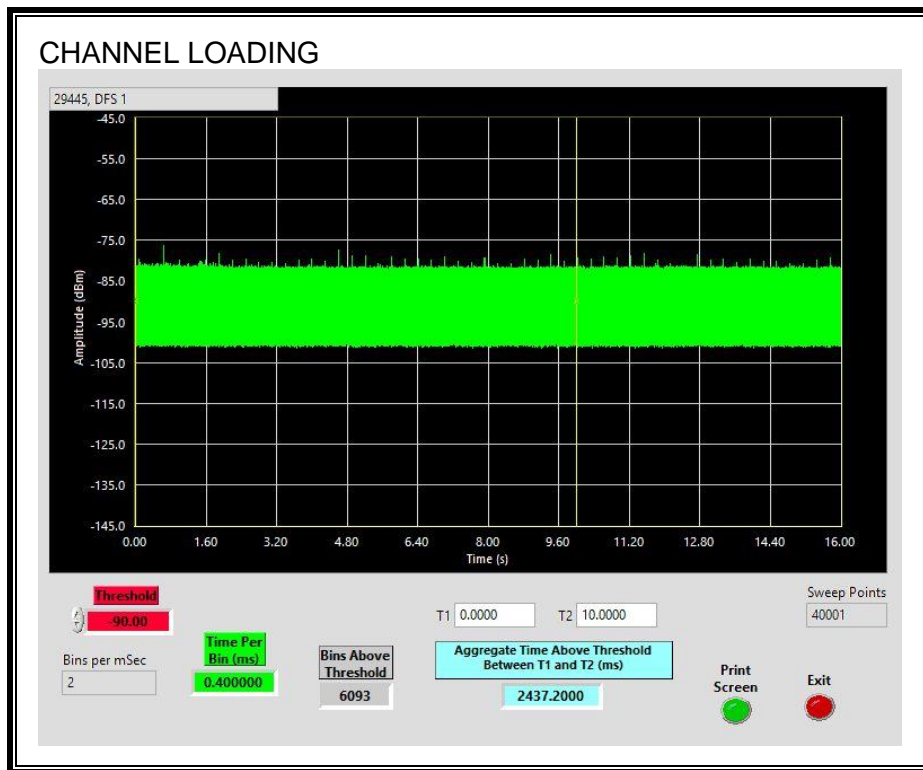 CHANNEL LOADING
29445, DFS 1
-45.0
-55.0
-65.0
-75.0
-85.0
-95.0
-105.0
-115.0
-125.0
-135.0
-145.0
Amplitude (dBm)
0.00 1.60 3.20 4.80 6.40 8.00 9.60 11.20 12.80 14.40 16.00
Time (s)
Threshold
-90.00
Bins per mSec
2
Time Per
Bin (ms)
0.400000
Bins Above
Threshold
6093
T1 0.0000 T2 10.0000
Aggregate Time Above Threshold
Between T1 and T2 (ms)
2437.2000
Print
Screen
Exit
Sweep Points
40001